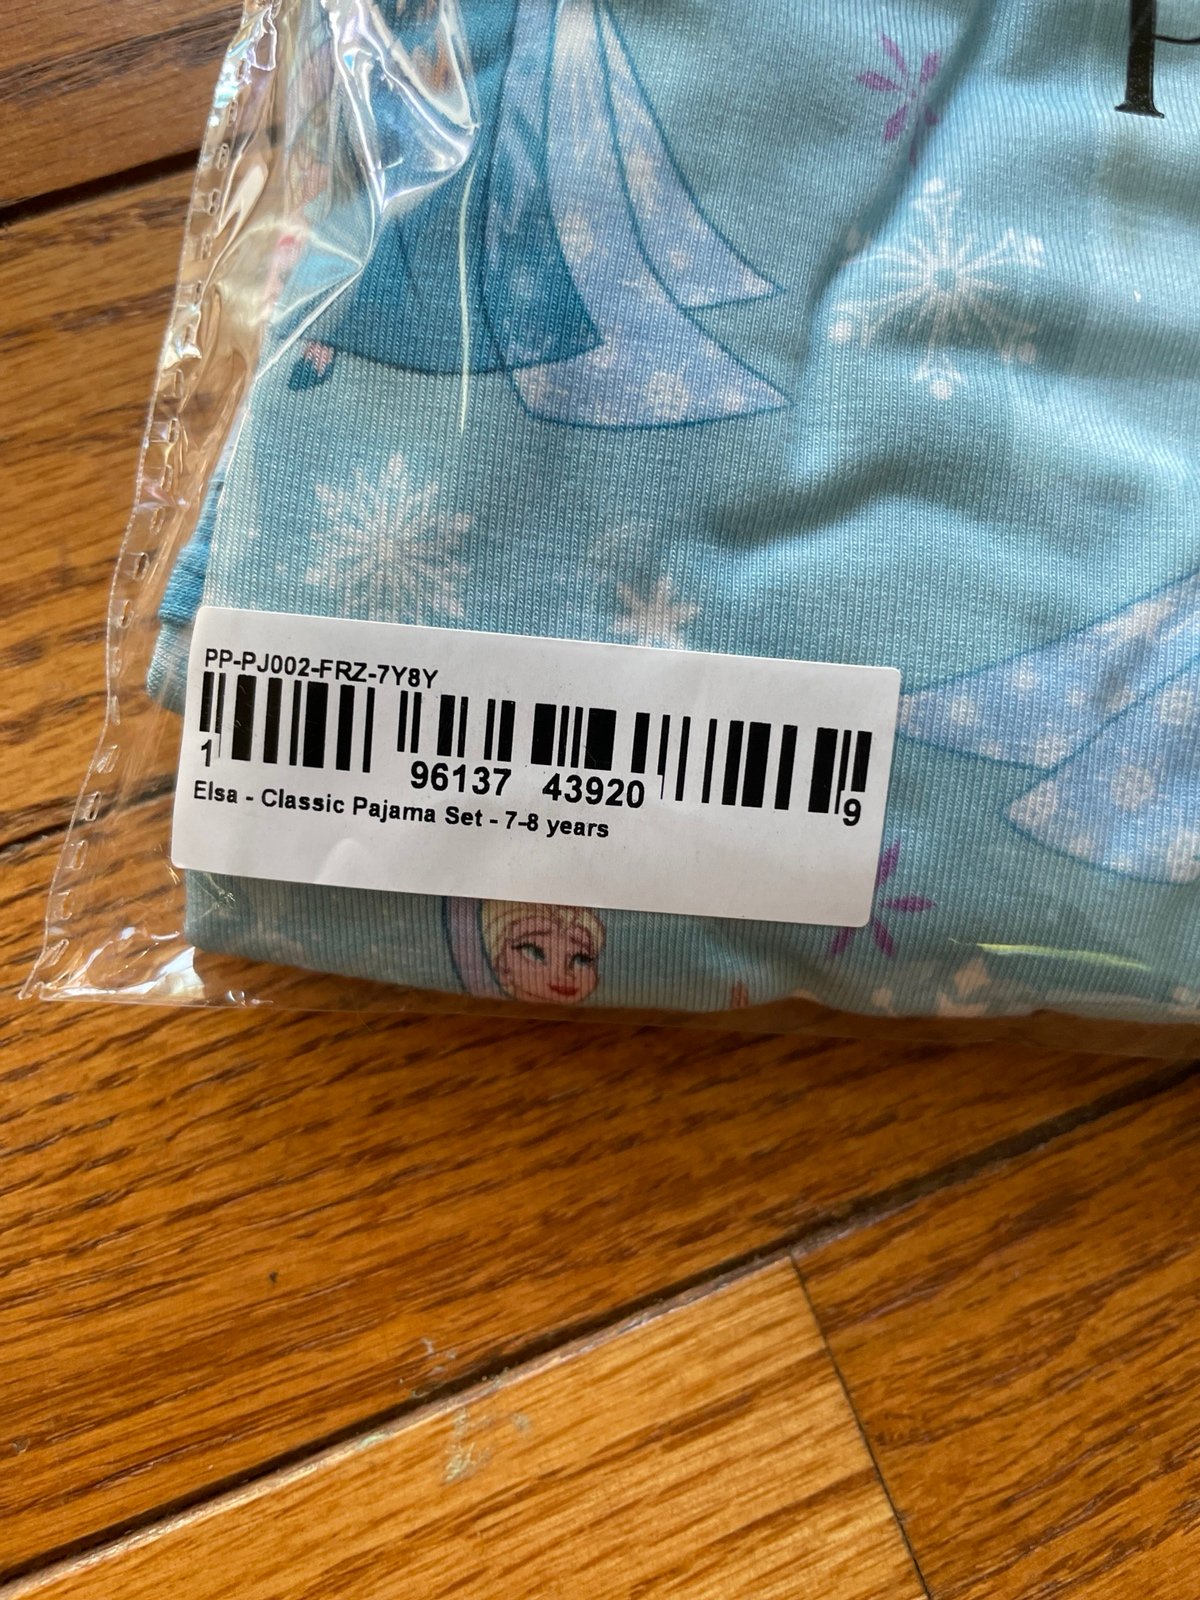 P
PP-PJ002-FRZ-7Y8Y
1 96137 43920 9
Elsa - Classic Pajama Set - 7-8 years